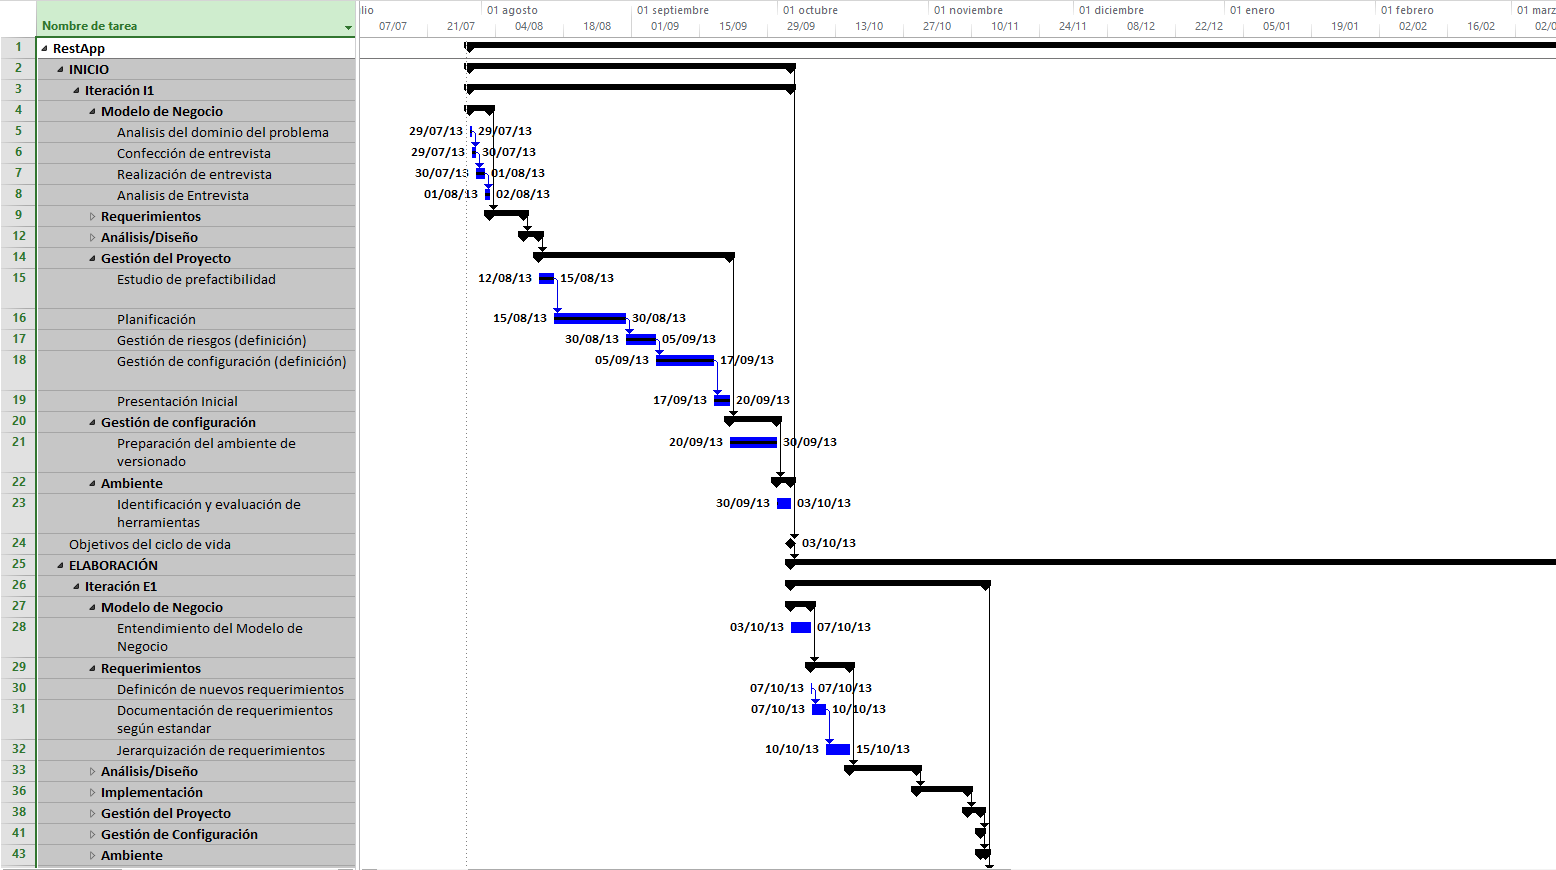 lio 01 agosto 01 septiembre 01 octubre 01 noviembre 01 diciembre 01 enero 01 febrero 01 marz
Nombre de tarea 07/07 21/07 04/08 18/08 01/09 15/09 29/09 13/10 27/10 10/11 24/11 08/12 22/12 05/01 19/01 02/02 16/02 02/0
1 RestApp
2 INICIO
3 Iteración I1
4 Modelo de Negocio
5 Analisis del dominio del problema 29/07/13 29/07/13
6 Confección de entrevista 29/07/13 30/07/13
7 Realización de entrevista 30/07/13 01/08/13
8 Analisis de Entrevista 01/08/13 02/08/13
9 Requerimientos
12 Análisis/Diseño
14 Gestión del Proyecto
15 Estudio de prefactibilidad 12/08/13 15/08/13
16 Planificación 15/08/13 30/08/13
17 Gestión de riesgos (definición) 30/08/13 05/09/13
18 Gestión de configuración (definición) 05/09/13 17/09/13
19 Presentación Inicial 17/09/13 20/09/13
20 Gestión de configuración
21 Preparación del ambiente de 20/09/13 30/09/13
versionado
22 Ambiente
23 Identificación y evaluación de 30/09/13 03/10/13
herramientas
24 Objetivos del ciclo de vida 03/10/13
25 ELABORACIÓN
26 Iteración E1
27 Modelo de Negocio
28 Entendimiento del Modelo de 03/10/13 07/10/13
Negocio
29 Requerimientos
30 Definicón de nuevos requerimientos 07/10/13 07/10/13
31 Documentación de requerimientos 07/10/13 10/10/13
según estandar
32 Jerarquización de requerimientos 10/10/13 15/10/13
33 Análisis/Diseño
36 Implementación
38 Gestión del Proyecto
41 Gestión de Configuración
43 Ambiente